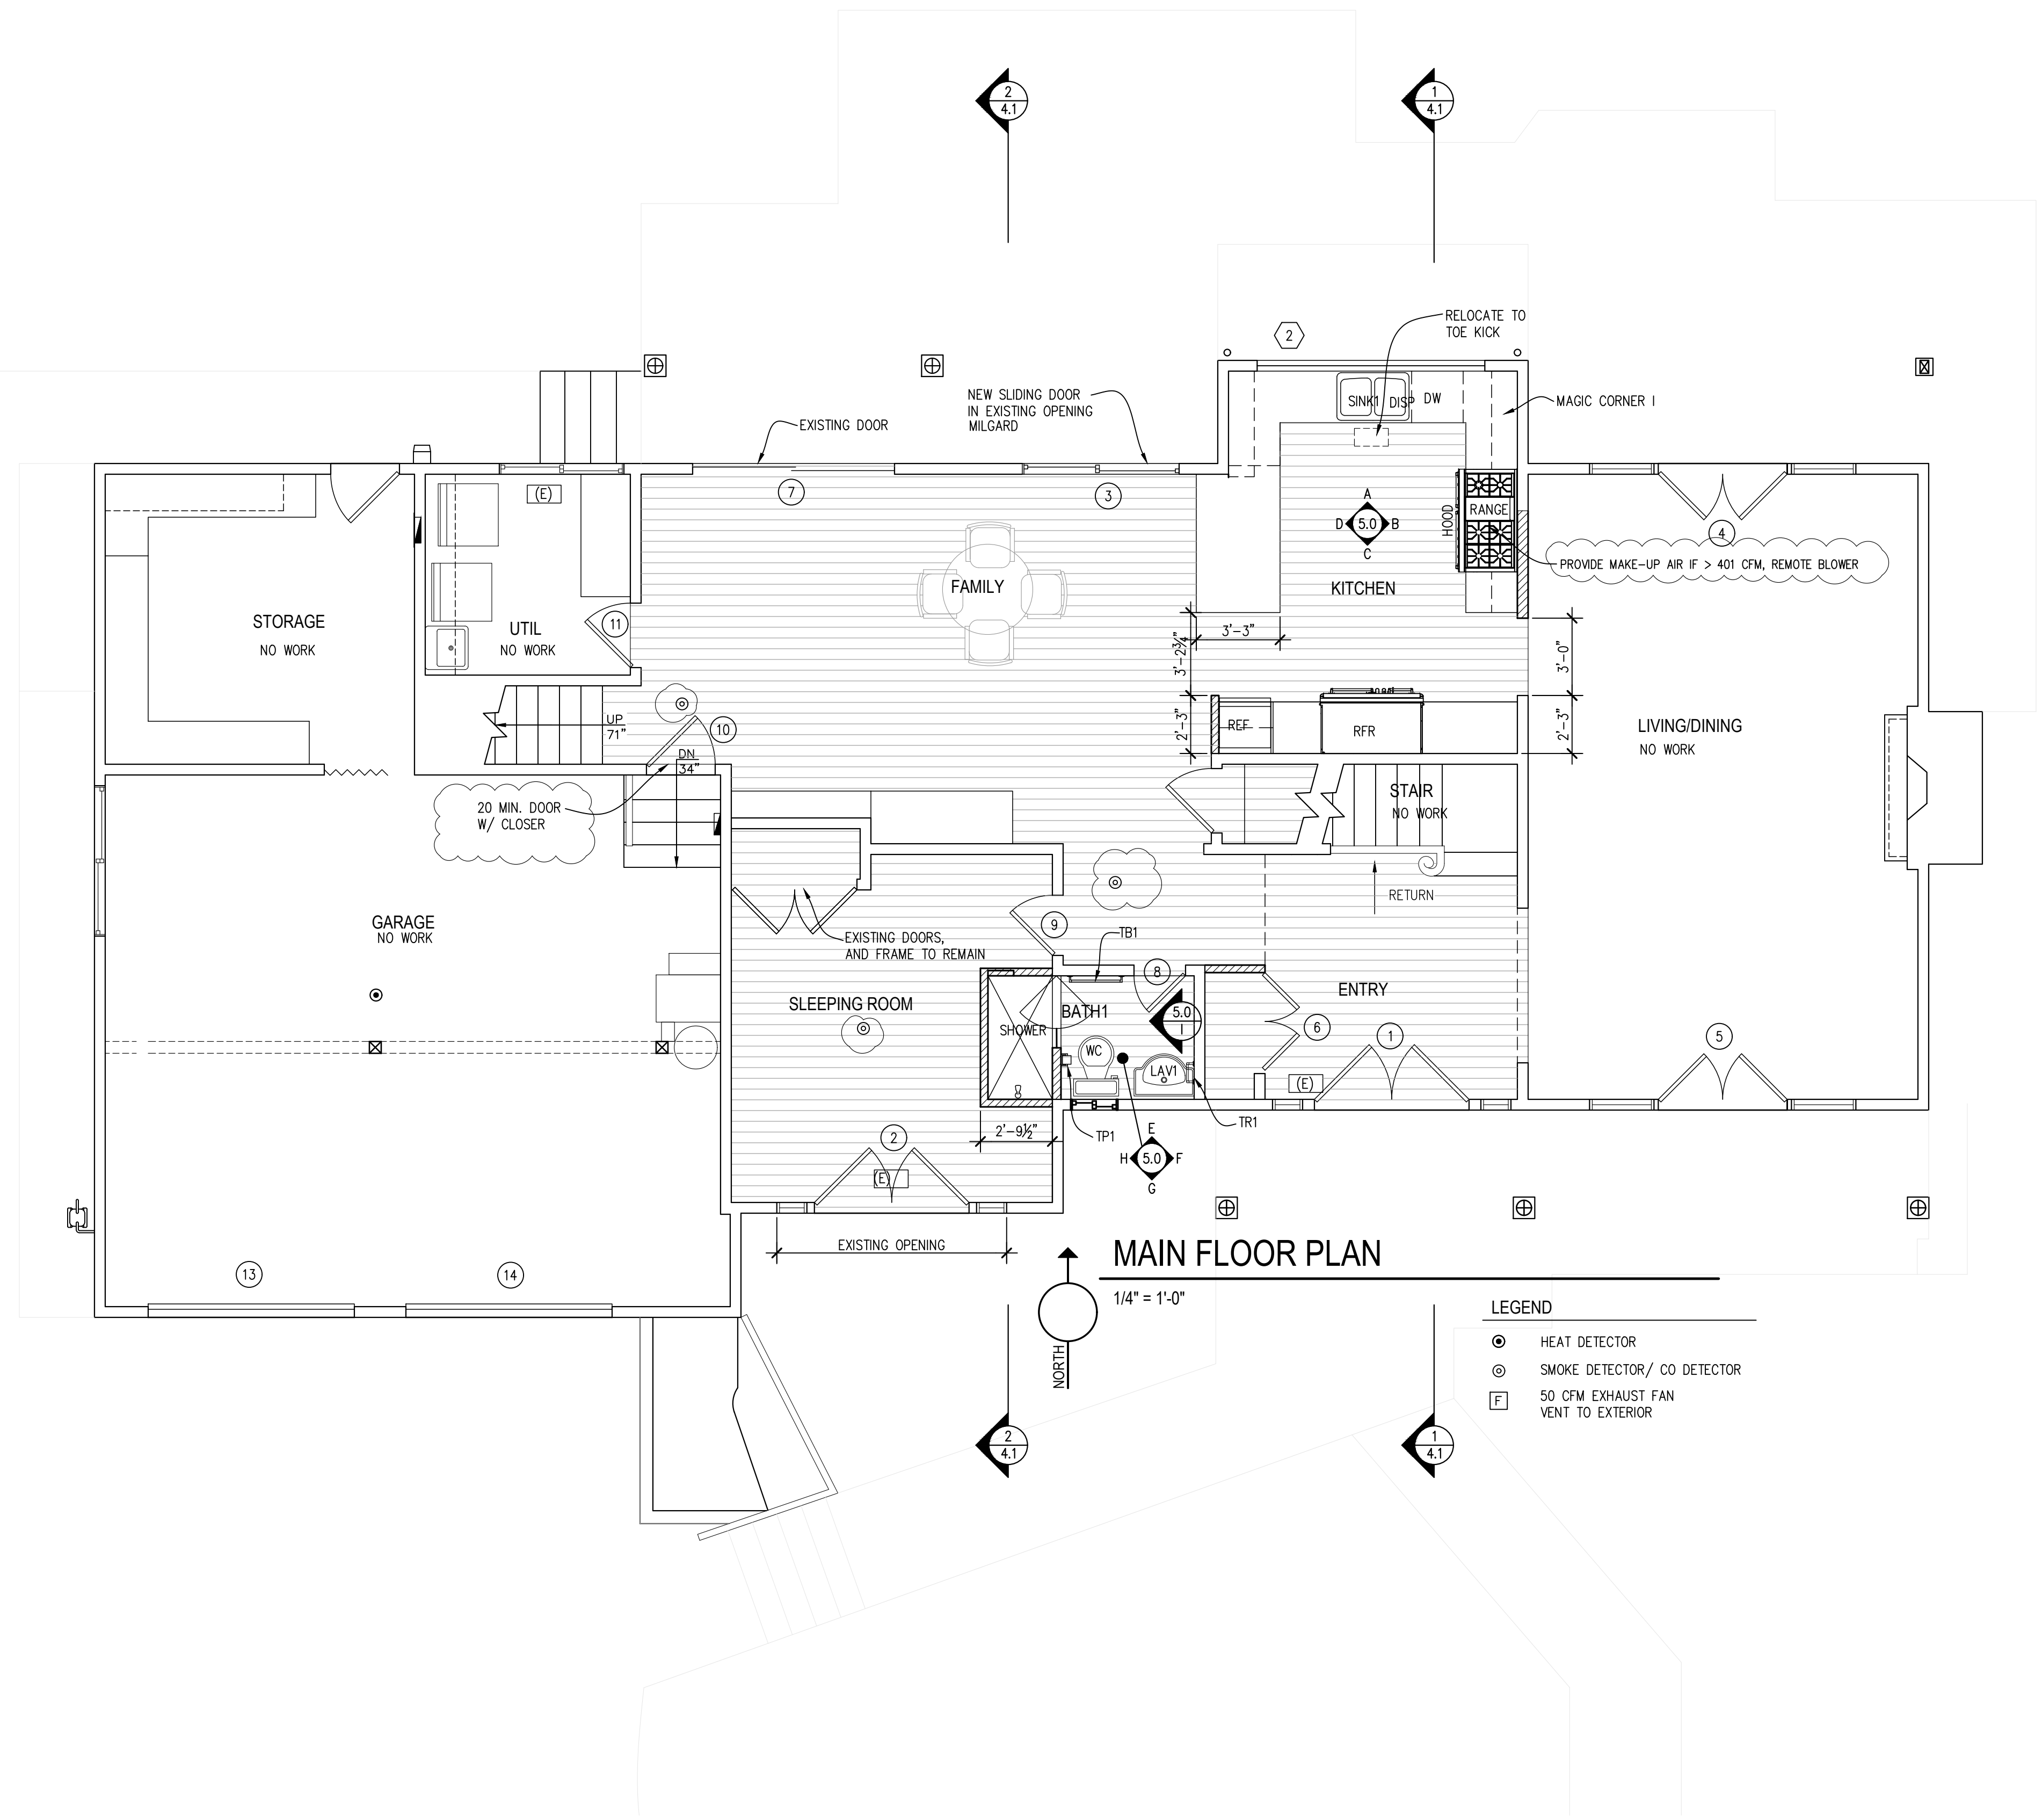 2
4.1
1
4.1
RELOCATE TO
TOE KICK
2
NEW SLIDING DOOR
IN EXISTING OPENING
MILGARD
EXISTING DOOR
SINK1
DISP
DW
MAGIC CORNER I
(E)
7
3
A
D
5.0
B
C
HOOD
RANGE
4
PROVIDE MAKE-UP AIR IF > 401 CFM, REMOTE BLOWER
FAMILY
KITCHEN
STORAGE
NO WORK
UTIL
NO WORK
11
3'-3"
3'-2¾"
3'-0"
UP
71"
10
DN
34"
2'-3"
REF
RFR
2'-3"
LIVING/DINING
NO WORK
20 MIN. DOOR
W/ CLOSER
STAIR
NO WORK
RETURN
GARAGE
NO WORK
EXISTING DOORS,
AND FRAME TO REMAIN
9
TB1
8
SLEEPING ROOM
SHOWER
BATH1
5.0
I
ENTRY
WC
LAV1
6
1
5
(E)
2'-9½"
TP1
TR1
2
(E)
E
H
5.0
F
G
EXISTING OPENING
13
14
MAIN FLOOR PLAN
1/4" = 1'-0"
NORTH
LEGEND
HEAT DETECTOR
SMOKE DETECTOR/ CO DETECTOR
F
50 CFM EXHAUST FAN
VENT TO EXTERIOR
2
4.1
1
4.1